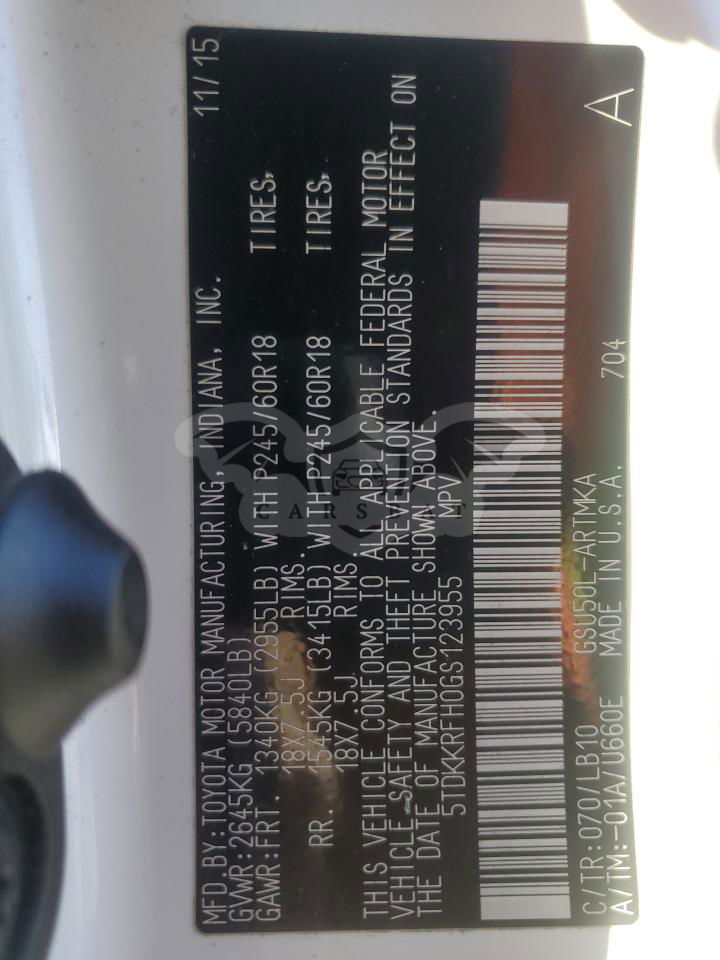 MFD.BY:TOYOTA MOTOR MANUFACTURING, INDIANA, INC. 11/15
GVWR:2645KG (5840LB)
GAWR:FRT. 1340KG (2955LB) WITH P245/60R18 TIRES,
18X7.5J RIMS.
RR. 1545KG (3415LB) WITH P245/60R18 TIRES,
18X7.5J RIMS.
THIS VEHICLE CONFORMS TO ALL APPLICABLE FEDERAL MOTOR
VEHICLE SAFETY AND THEFT PREVENTION STANDARDS IN EFFECT ON
THE DATE OF MANUFACTURE SHOWN ABOVE.
5TDKKRFH0GS123955 MPV
C/TR:070/LB10 GSU50L-ARTMKA
A/TM:-01A/U660E MADE IN U.S.A. 704 A
CARSFAT